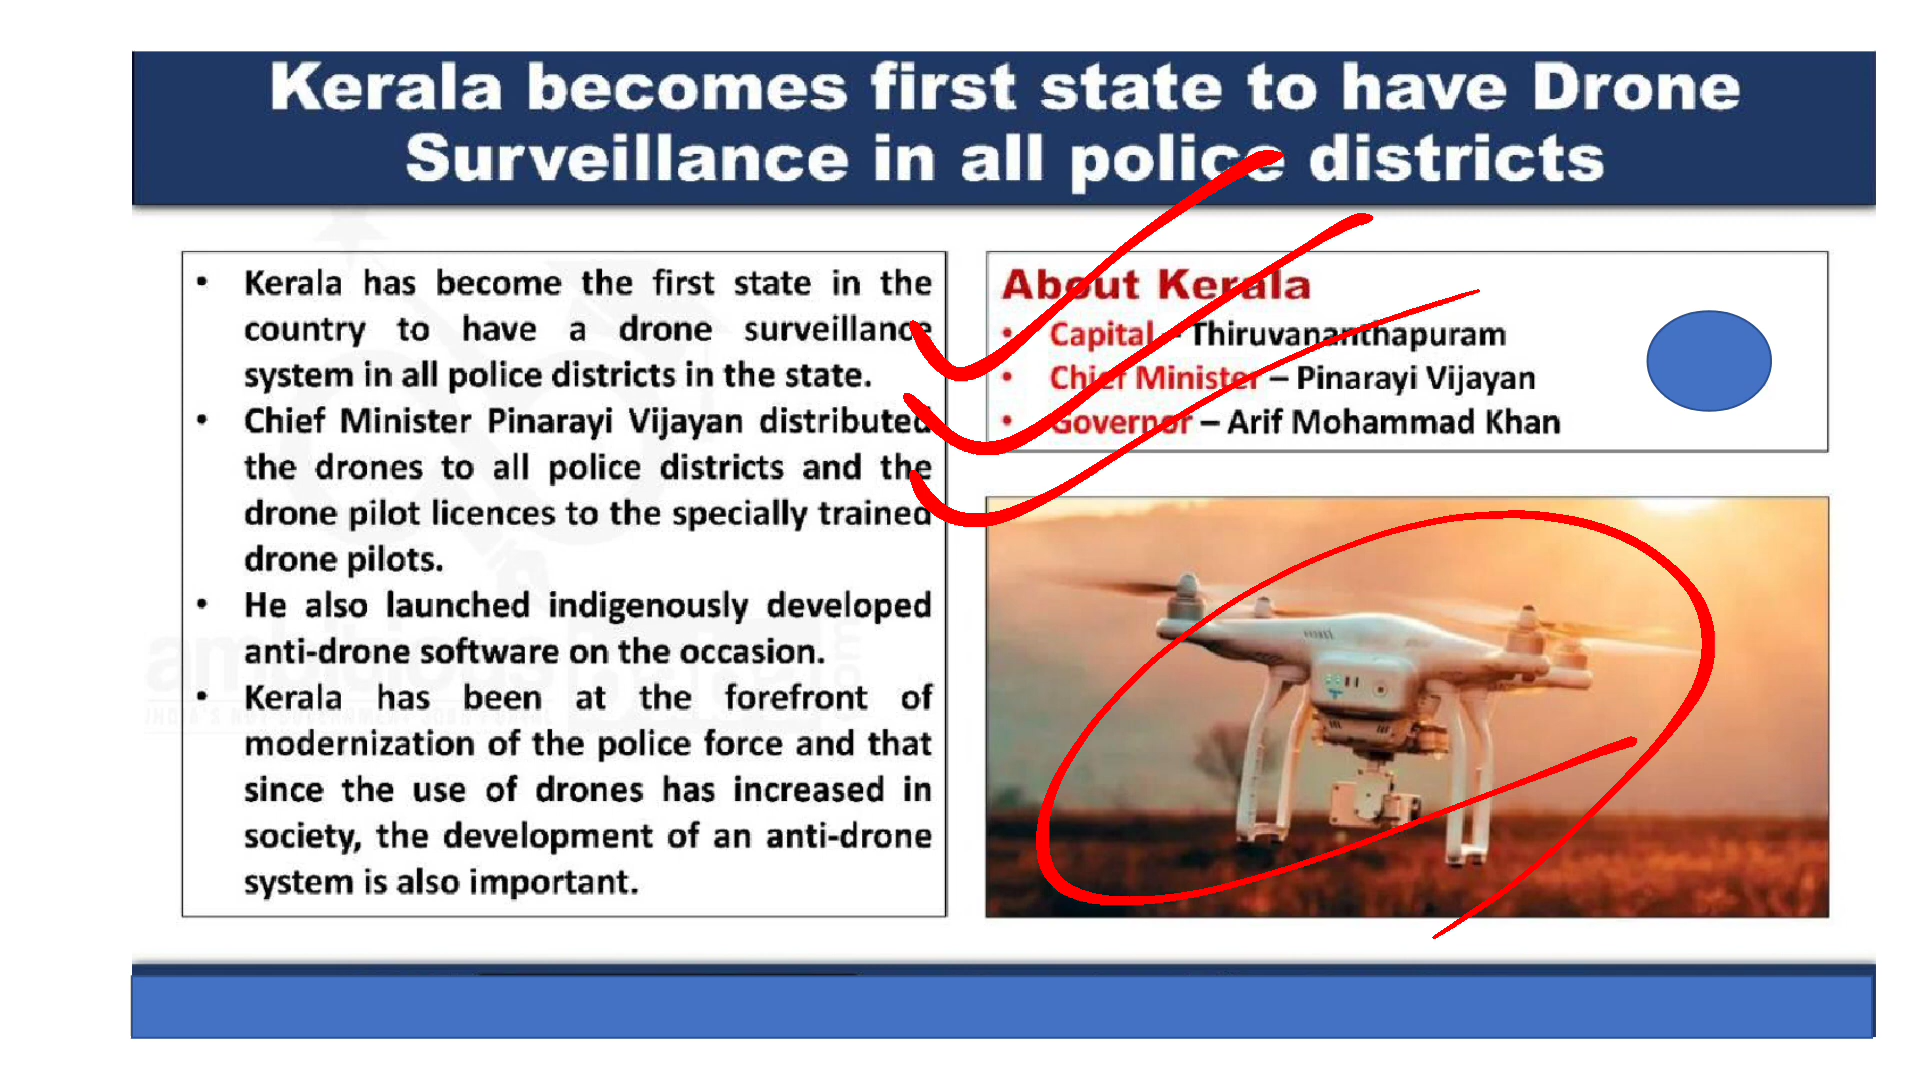 Kerala becomes first state to have Drone
Surveillance in all police districts
• Kerala has become the first state in the
country to have a drone surveillance
system in all police districts in the state.
• Chief Minister Pinarayi Vijayan distributed
the drones to all police districts and the
drone pilot licences to the specially trained
drone pilots.
• He also launched indigenously developed
anti-drone software on the occasion.
• Kerala has been at the forefront of
modernization of the police force and that
since the use of drones has increased in
society, the development of an anti-drone
system is also important.
About Kerala
• Capital – Thiruvananthapuram
• Chief Minister – Pinarayi Vijayan
• Governor – Arif Mohammad Khan